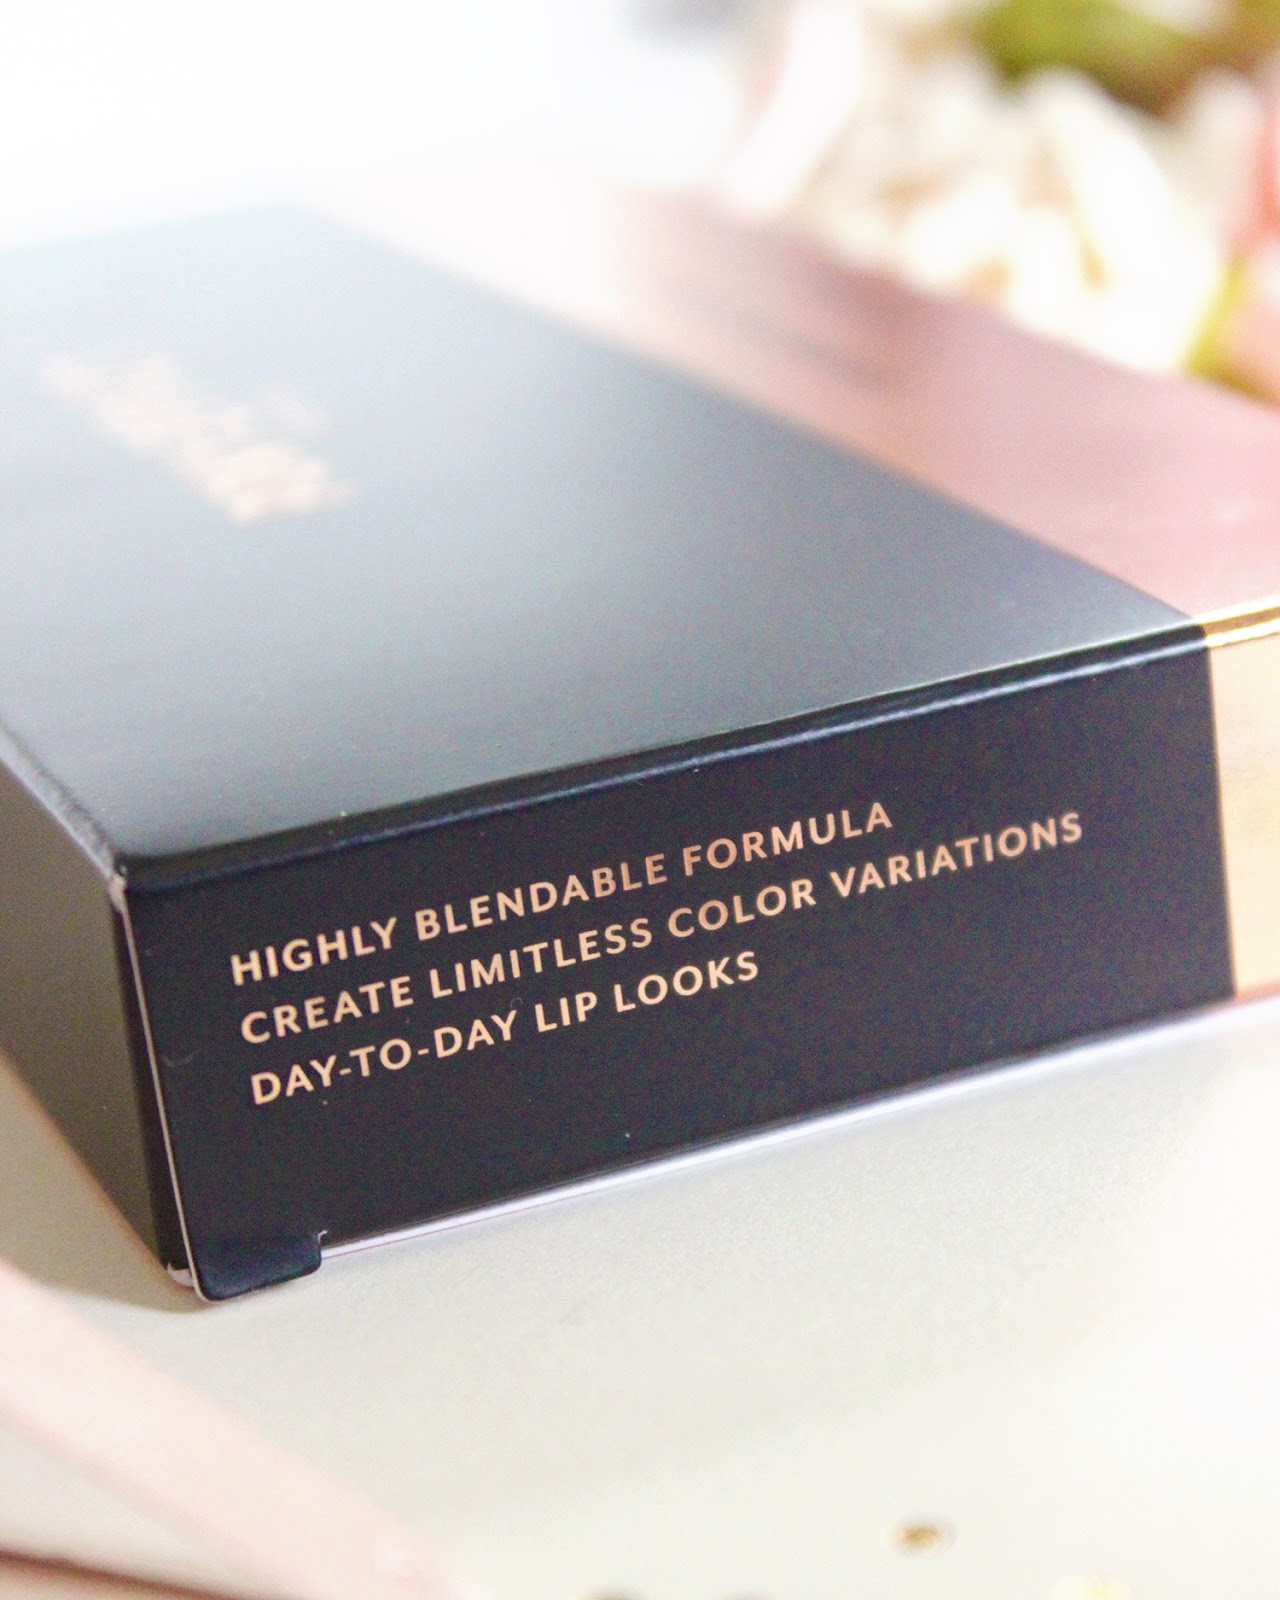 HIGHLY BLENDABLE FORMULA
CREATE LIMITLESS COLOR VARIATIONS
DAY-TO-DAY LIP LOOKS